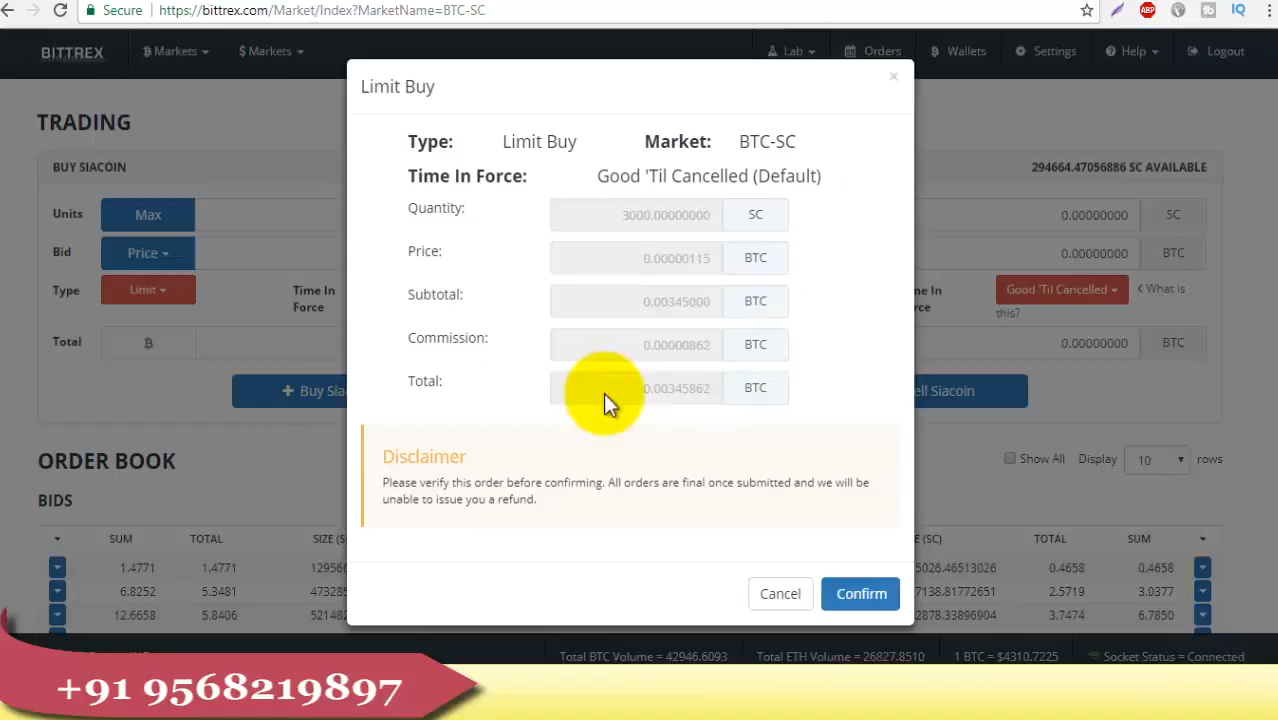 Secure https://bittrex.com/Market/Index?MarketName=BTC-SC ABP
BITTREX Ƀ Markets $ Markets Lab Orders Ƀ Wallets Settings Help Logout
Limit Buy ×
TRADING
Type: Limit Buy Market: BTC-SC
BUY SIACOIN 294664.47056886 SC AVAILABLE
Time In Force: Good 'Til Cancelled (Default)
Units Max 0.00000000 SC
Quantity: 3000.00000000 SC
Bid Price 0.00000000 BTC
Price: 0.00000115 BTC
Type Limit Time In Force Good 'Til Cancelled What is this?
Subtotal: 0.00345000 BTC
Total Ƀ 0.00000000 BTC
Commission: 0.00000862 BTC
Total: 0.00345862 BTC
Buy Sia ell Siacoin
Disclaimer
Please verify this order before confirming. All orders are final once submitted and we will be
unable to issue you a refund.
ORDER BOOK Show All Display 10 rows
BIDS
SUM TOTAL SIZE (S E (SC) TOTAL SUM
1.4771 1.4771 12956 5026.46513026 0.4658 0.4658
6.8252 5.3481 473285 7138.81772651 2.5719 3.0377
12.6658 5.8406 521482 2878.33896904 3.7474 6.7850
Cancel Confirm
Total BTC Volume = 42946.6093 Total ETH Volume = 26827.8510 1 BTC = $4310.7225 Socket Status = Connected
+91 9568219897